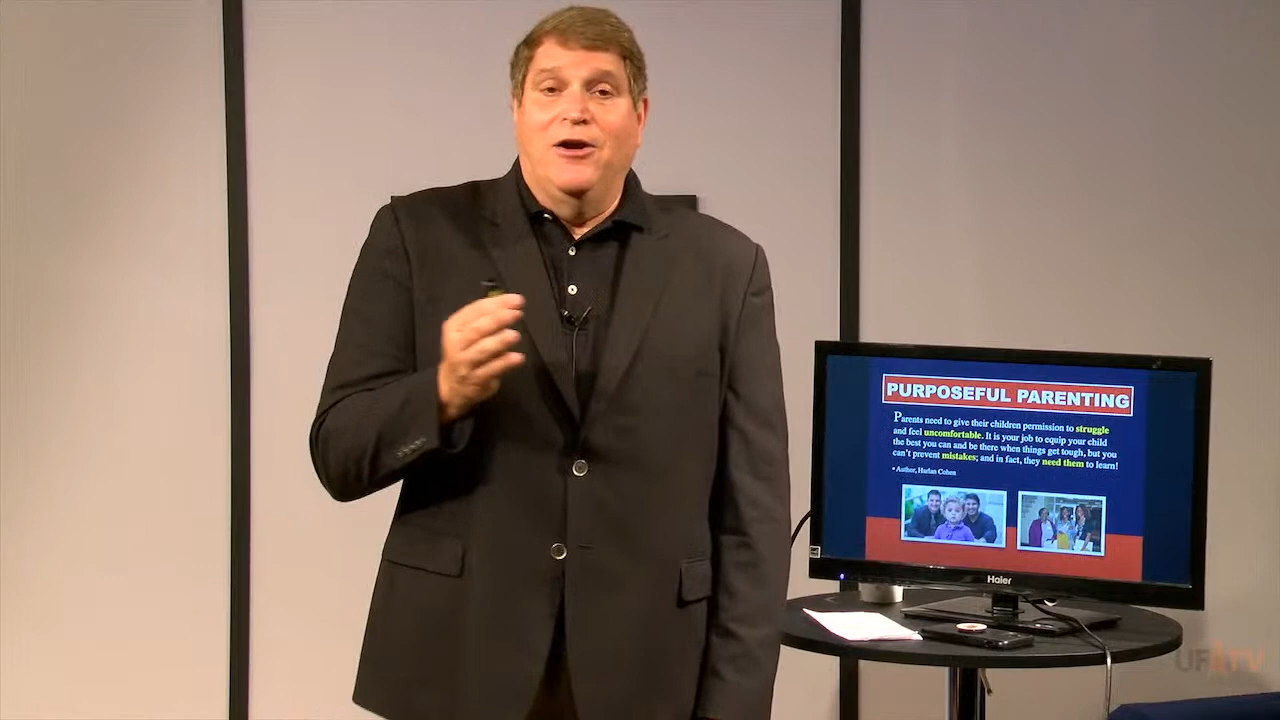 PURPOSEFUL PARENTING
Parents need to give their children permission to struggle
and feel uncomfortable. It is your job to equip your child
the best you can and be there when things get tough, but you
can't prevent mistakes; and in fact, they need them to learn!
• Author, Harlan Cohen
Haier
UF TV